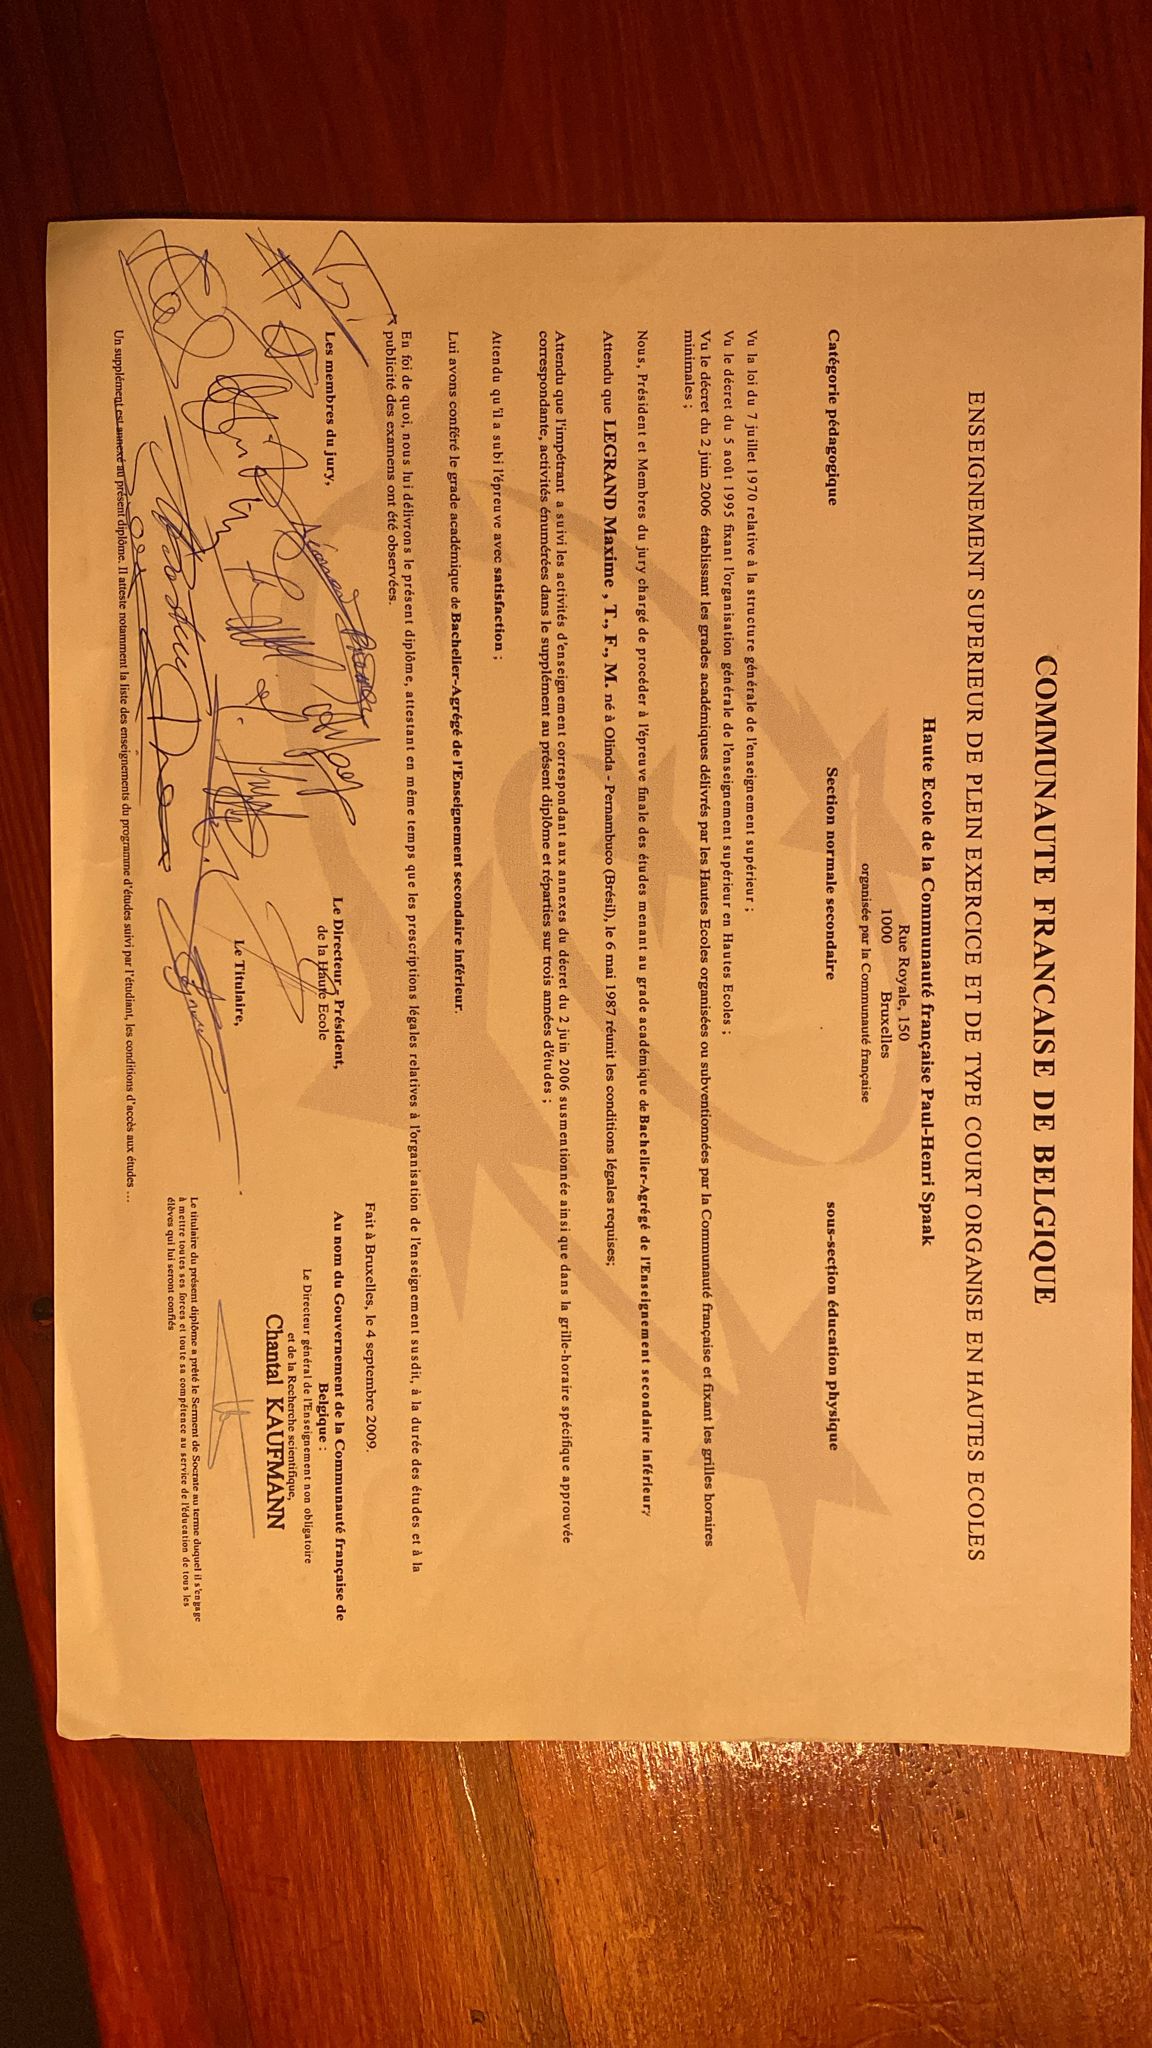 COMMUNAUTE FRANCAISE DE BELGIQUE
ENSEIGNEMENT SUPERIEUR DE PLEIN EXERCICE ET DE TYPE COURT ORGANISE EN HAUTES ECOLES
Haute Ecole de la Communauté française Paul-Henri Spaak
Rue Royale, 150
1000 Bruxelles
organisée par la Communauté française
Catégorie pédagogique Section normale secondaire sous-section éducation physique
Vu la loi du 7 juillet 1970 relative à la structure générale de l'enseignement supérieur ;
Vu le décret du 5 août 1995 fixant l'organisation générale de l'enseignement supérieur en Hautes Ecoles ;
Vu le décret du 2 juin 2006 établissant les grades académiques délivrés par les Hautes Ecoles organisées ou subventionnées par la Communauté française et fixant les grilles horaires
minimales ;
Nous, Président et Membres du jury chargé de procéder à l'épreuve finale des études menant au grade académique de Bachelier-Agrégé de l'Enseignement secondaire inférieur;
Attendu que LEGRAND Maxime , T., F., M. né à Olinda - Pernambuco (Brésil), le 6 mai 1987 réunit les conditions légales requises;
Attendu que l'impétrant a suivi les activités d'enseignement correspondant aux annexes du décret du 2 juin 2006 susmentionnée ainsi que dans la grille-horaire spécifique approuvée
correspondante, activités énumérées dans le supplément au présent diplôme et réparties sur trois années d'études ;
Attendu qu'il a subi l'épreuve avec satisfaction ;
Lui avons conféré le grade académique de Bachelier-Agrégé de l'Enseignement secondaire inférieur.
En foi de quoi, nous lui délivrons le présent diplôme, attestant en même temps que les prescriptions légales relatives à l'organisation de l'enseignement susdit, à la durée des études et à la
publicité des examens ont été observées.
Fait à Bruxelles, le 4 septembre 2009.
Les membres du jury,
Le Directeur - Président,
de la Haute Ecole
Au nom du Gouvernement de la Communauté française de
Belgique :
Le Directeur général de l'Enseignement non obligatoire
et de la Recherche scientifique,
Chantal KAUFMANN
Le Titulaire,
Le titulaire du présent diplôme a prêté le Serment de Socrate au terme duquel il s'engage
à mettre toutes ses forces et toute sa compétence au service de l'éducation de tous les
élèves qui lui seront confiés
Un supplément est annexé au présent diplôme. Il atteste notamment la liste des enseignements du programme d'études suivi par l'étudiant, les conditions d'accès aux études ...